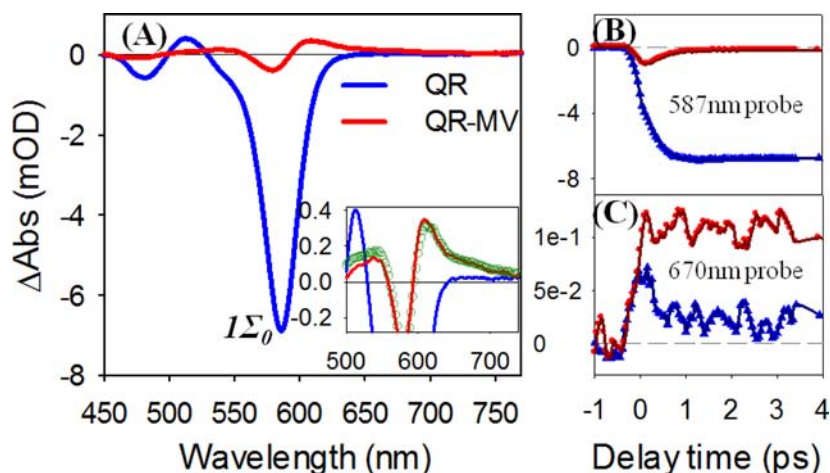 (A)
QR
QR-MV
1Σ0
ΔAbs (mOD)
0
-2
-4
-6
-8
450 500 550 600 650 700 750
Wavelength (nm)
0.4
0.2
0.0
-0.2
500 600 700
(B)
587nm probe
0
-4
-8
(C)
670nm probe
1e-1
5e-2
0
-1 0 1 2 3 4
Delay time (ps)